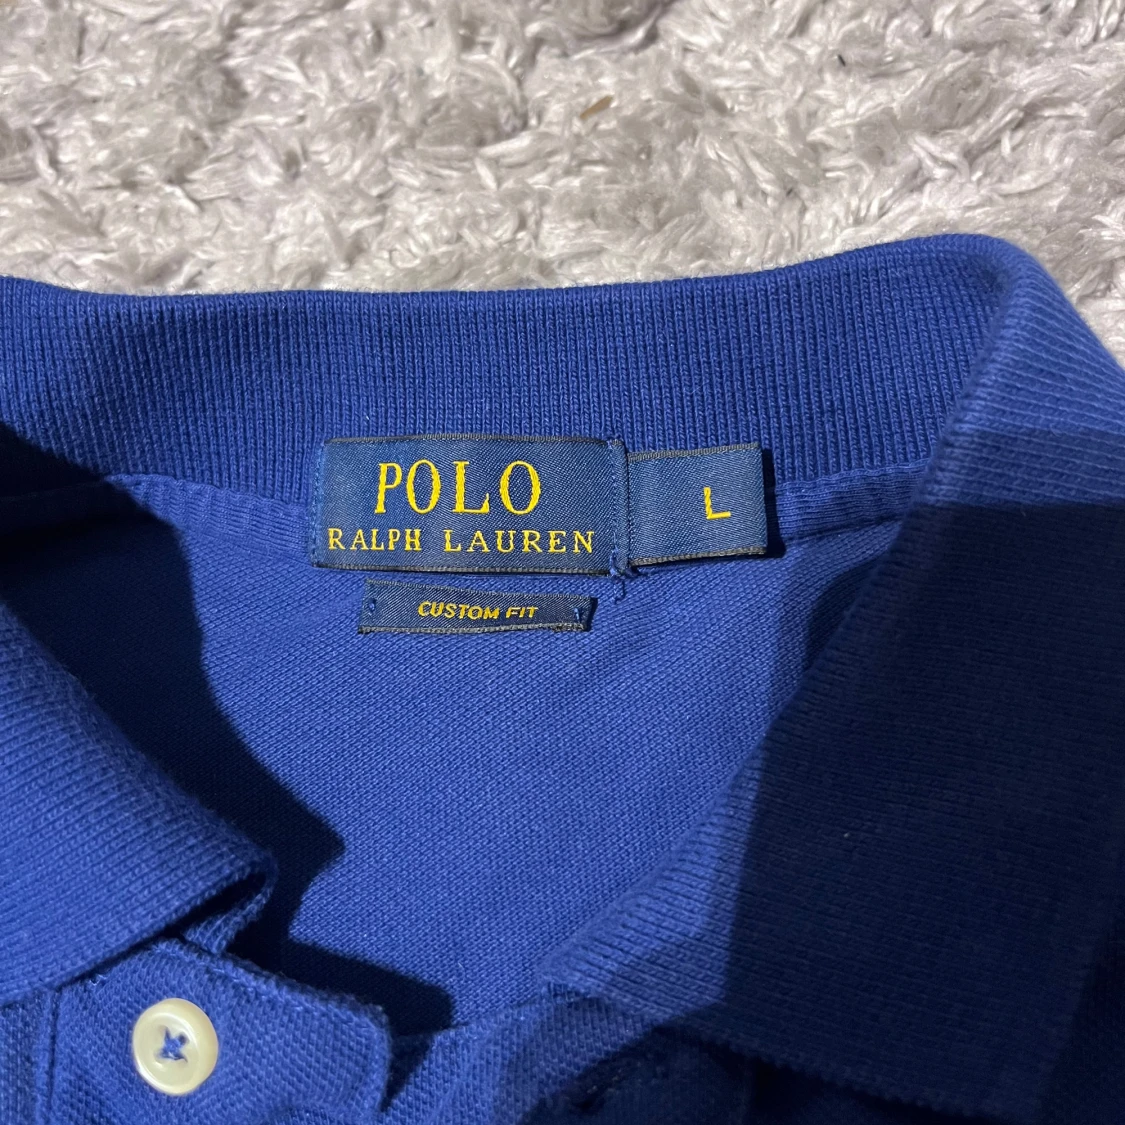 POLO
RALPH LAUREN
L
CUSTOM FIT